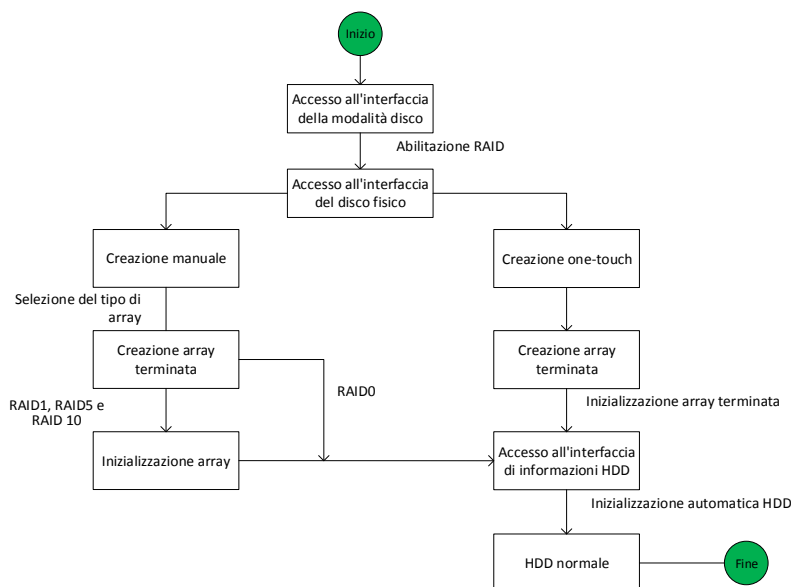 Inizio
Accesso all'interfaccia
della modalità disco
Abilitazione RAID
Accesso all'interfaccia
del disco fisico
Creazione manuale
Creazione one-touch
Selezione del tipo di
array
Creazione array
terminata
Creazione array
terminata
RAID0
RAID1, RAID5 e
RAID 10
Inizializzazione array terminata
Inizializzazione array
Accesso all'interfaccia
di informazioni HDD
Inizializzazione automatica HDD
HDD normale
Fine